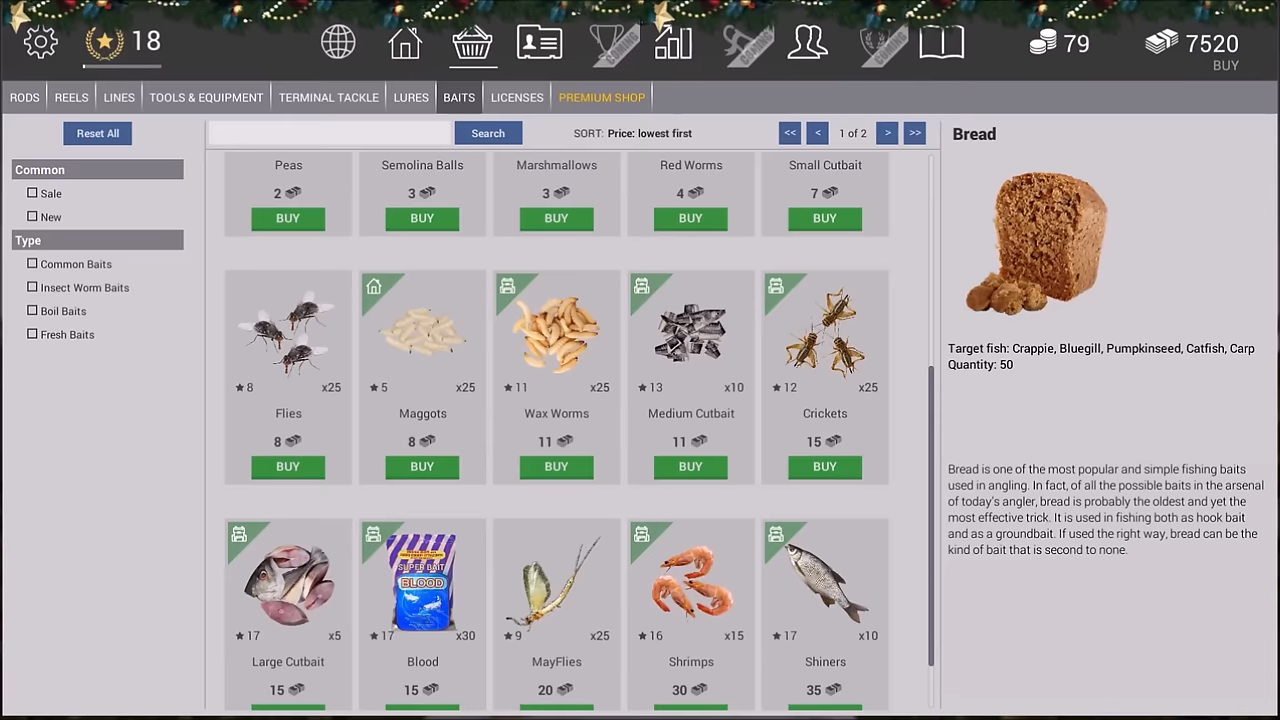 18
79
7520
BUY
RODS
REELS
LINES
TOOLS & EQUIPMENT
TERMINAL TACKLE
LURES
BAITS
LICENSES
PREMIUM SHOP
Reset All
Search
SORT: Price: lowest first
<<
<
1 of 2
>
>>
Common
Sale
New
Type
Common Baits
Insect Worm Baits
Boil Baits
Fresh Baits
Peas
Semolina Balls
Marshmallows
Red Worms
Small Cutbait
2
3
3
4
7
BUY
BUY
BUY
BUY
BUY
8 x25
5 x25
11 x25
13 x10
12 x25
Flies
Maggots
Wax Worms
Medium Cutbait
Crickets
8
8
11
11
15
BUY
BUY
BUY
BUY
BUY
SUPER BAIT
BLOOD
17 x5
17 x30
9 x25
16 x15
17 x10
Large Cutbait
Blood
MayFlies
Shrimps
Shiners
15
15
20
30
35
Bread
Target fish: Crappie, Bluegill, Pumpkinseed, Catfish, Carp
Quantity: 50
Bread is one of the most popular and simple fishing baits
used in angling. In fact, of all the possible baits in the arsenal
of today's angler, bread is probably the oldest and yet the
most effective trick. It is used in fishing both as hook bait
and as a groundbait. If used the right way, bread can be the
kind of bait that is second to none.